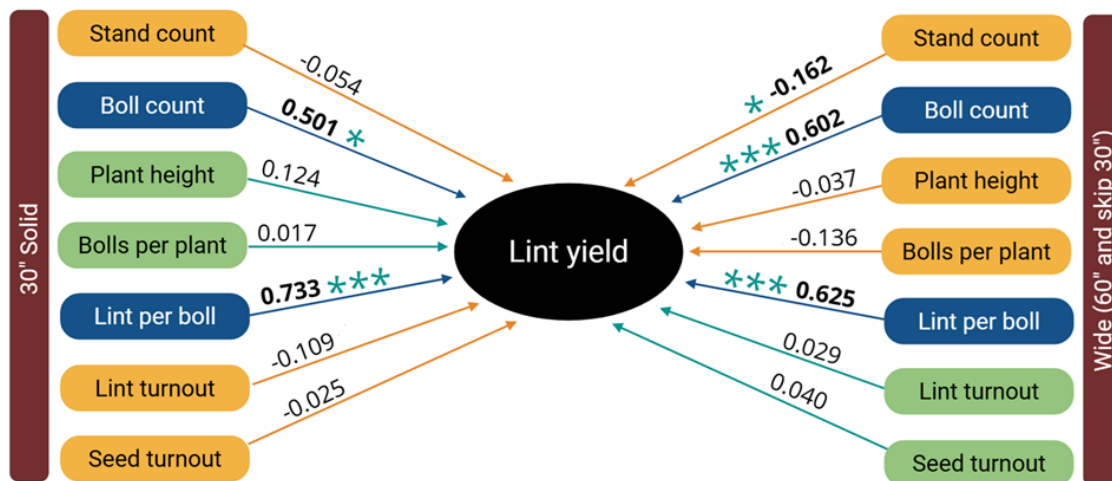 30" Solid
Stand count
-0.054
Boll count
0.501 *
Plant height
0.124
Bolls per plant
0.017
Lint per boll
0.733 ***
Lint turnout
-0.109
Seed turnout
-0.025
Lint yield
Stand count
* -0.162
Boll count
*** 0.602
Plant height
-0.037
Bolls per plant
-0.136
Lint per boll
*** 0.625
Lint turnout
0.029
Seed turnout
0.040
Wide (60" and skip 30")